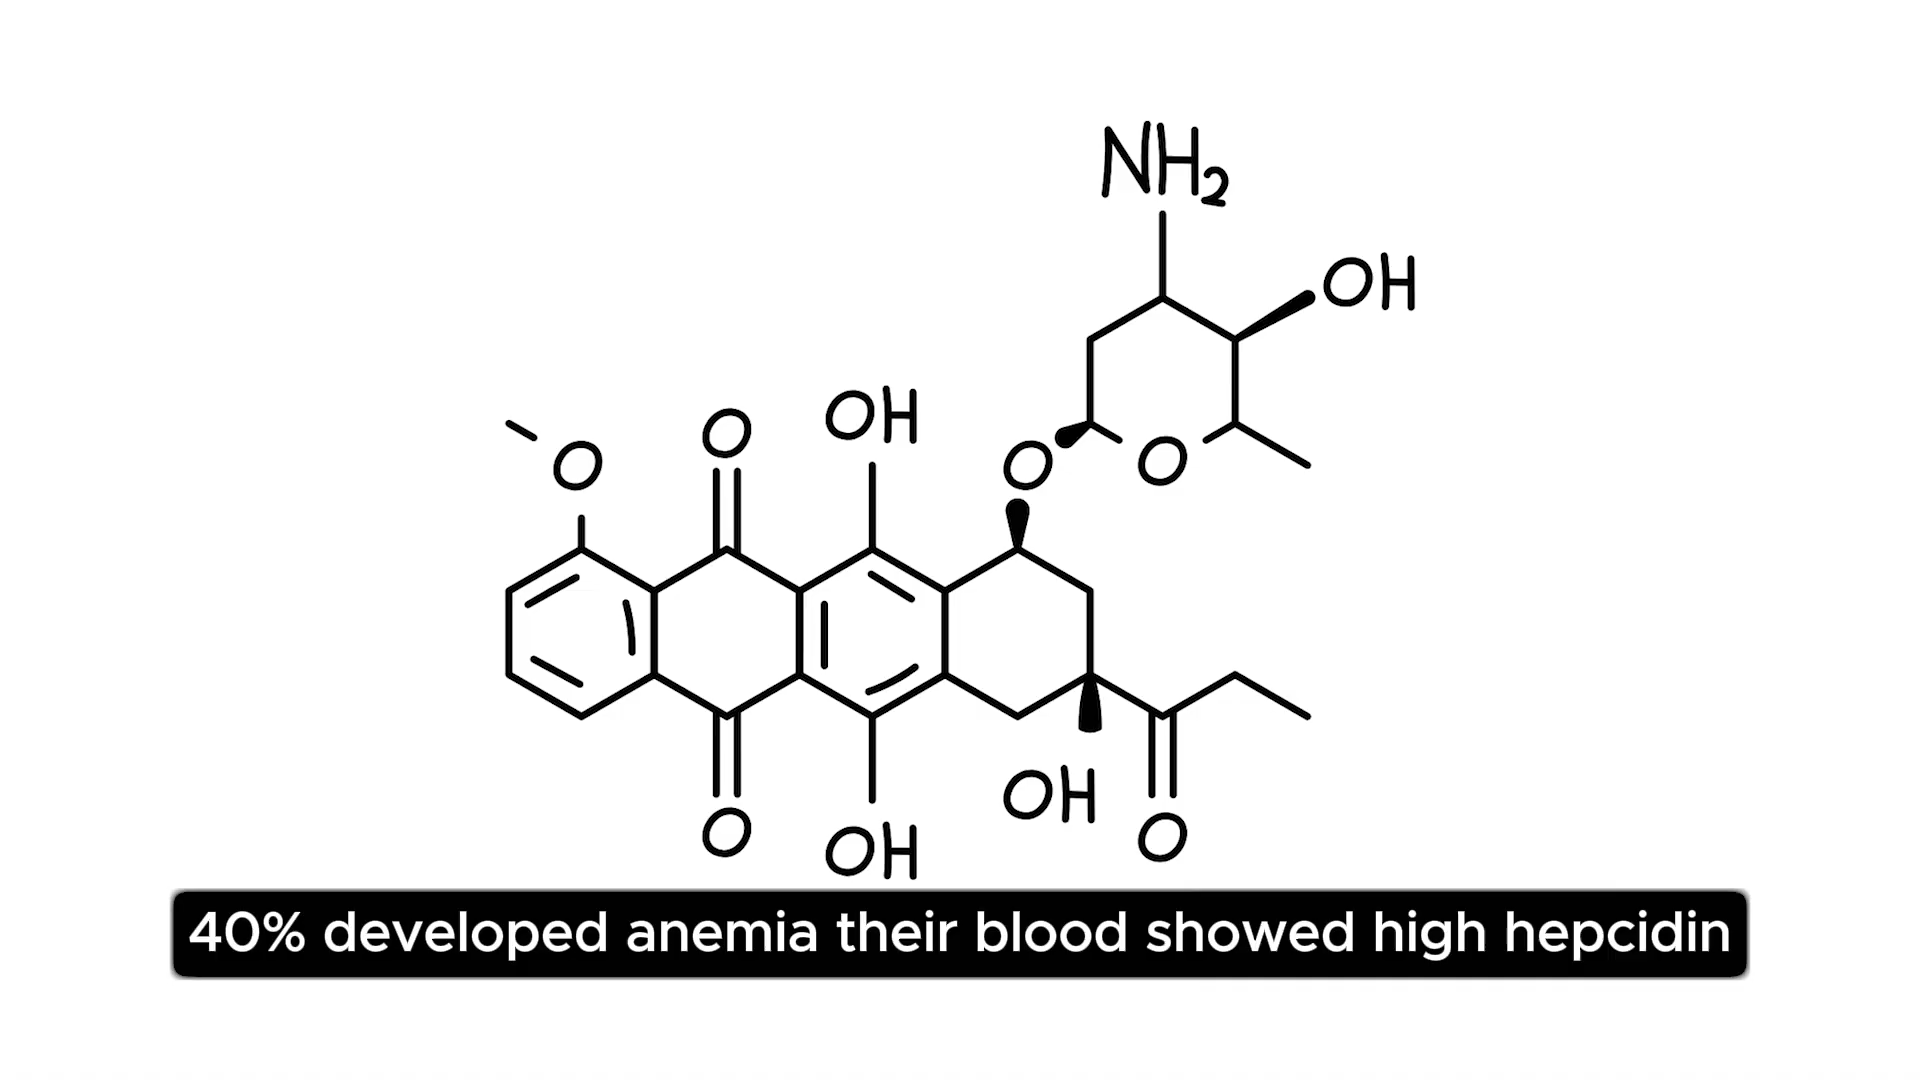 NH₂
OH
OH
O
O
O
O
OH
O
OH
O
40% developed anemia their blood showed high hepcidin